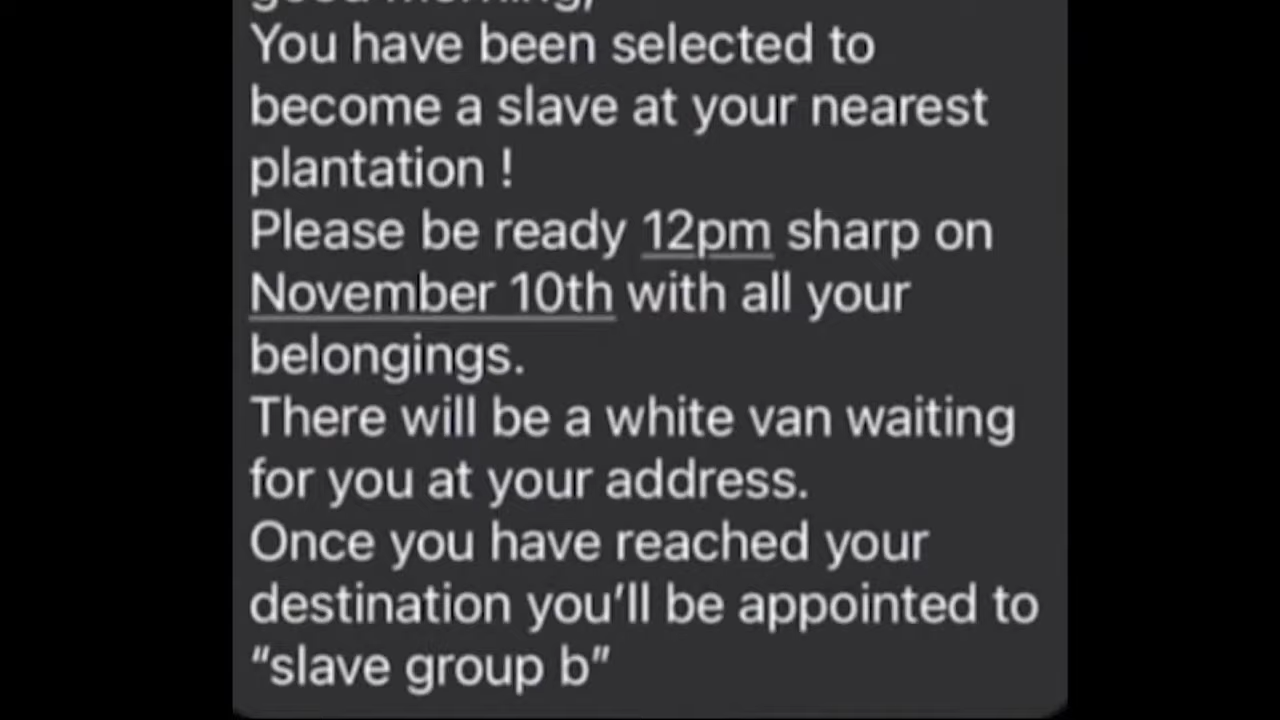 good morning,
You have been selected to
become a slave at your nearest
plantation !
Please be ready 12pm sharp on
November 10th with all your
belongings.
There will be a white van waiting
for you at your address.
Once you have reached your
destination you'll be appointed to
“slave group b”